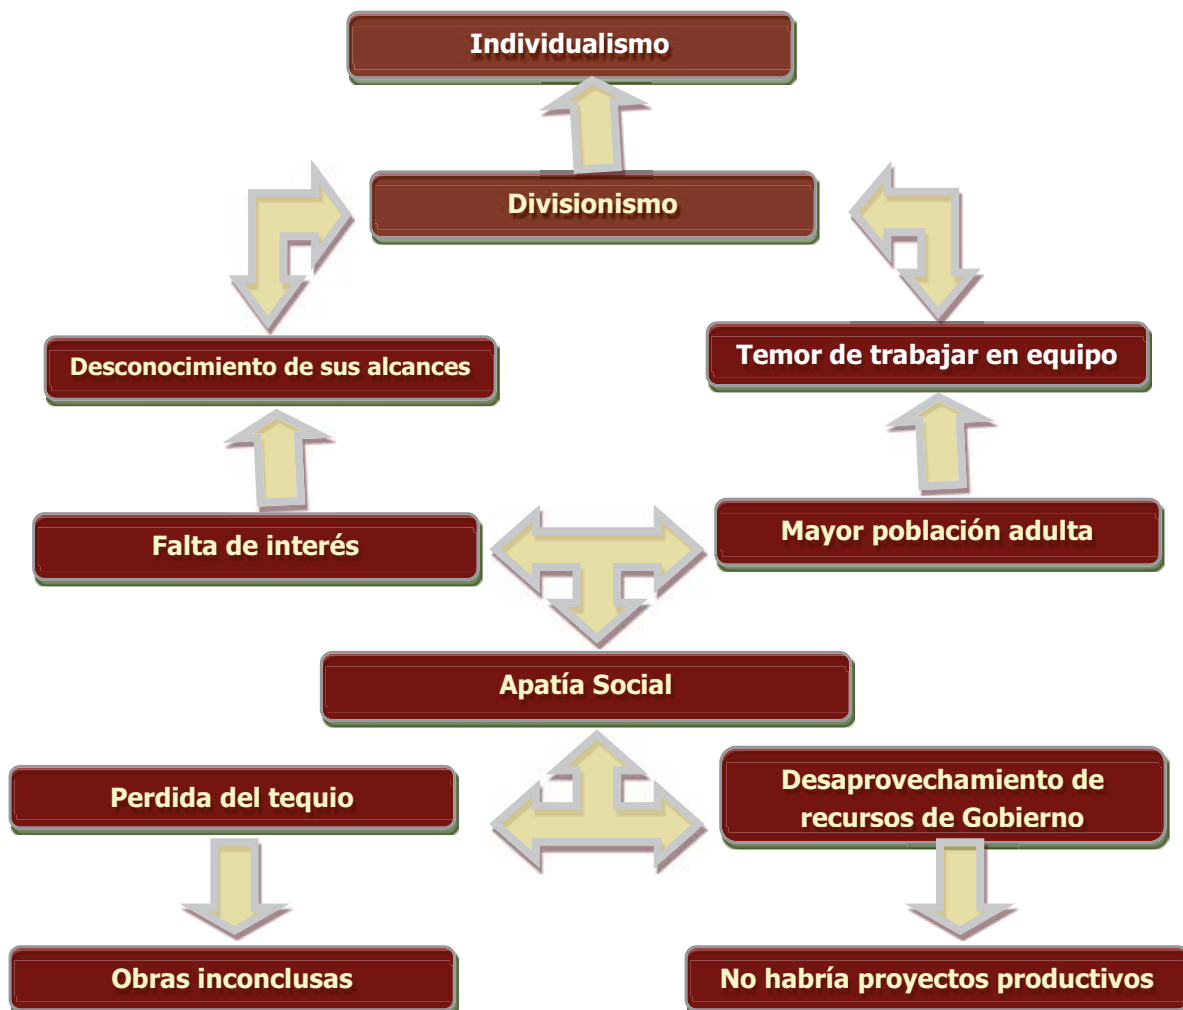 Individualismo
Divisionismo
Desconocimiento de sus alcances
Temor de trabajar en equipo
Falta de interés
Mayor población adulta
Apatía Social
Perdida del tequio
Desaprovechamiento de
recursos de Gobierno
Obras inconclusas
No habría proyectos productivos